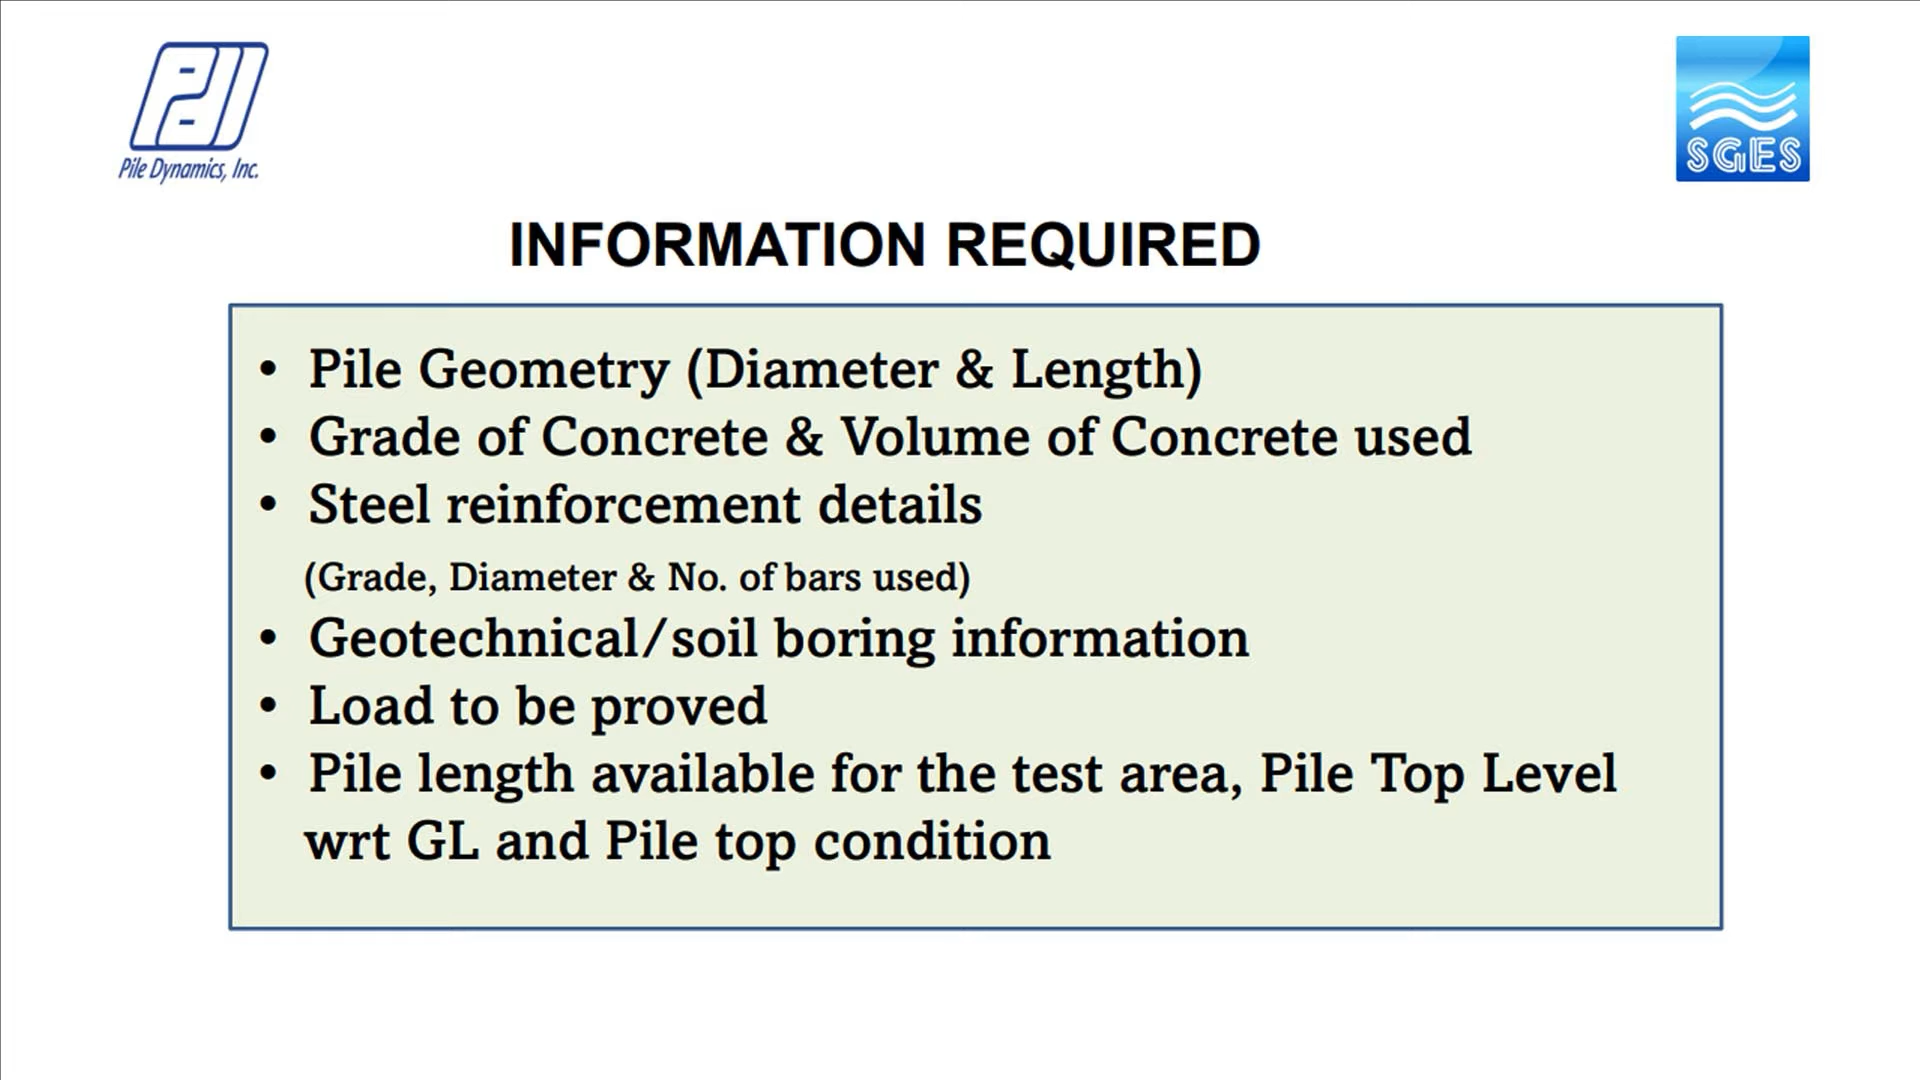 Pile Dynamics, Inc.
SGES
INFORMATION REQUIRED
• Pile Geometry (Diameter & Length)
• Grade of Concrete & Volume of Concrete used
• Steel reinforcement details
(Grade, Diameter & No. of bars used)
• Geotechnical/soil boring information
• Load to be proved
• Pile length available for the test area, Pile Top Level
wrt GL and Pile top condition